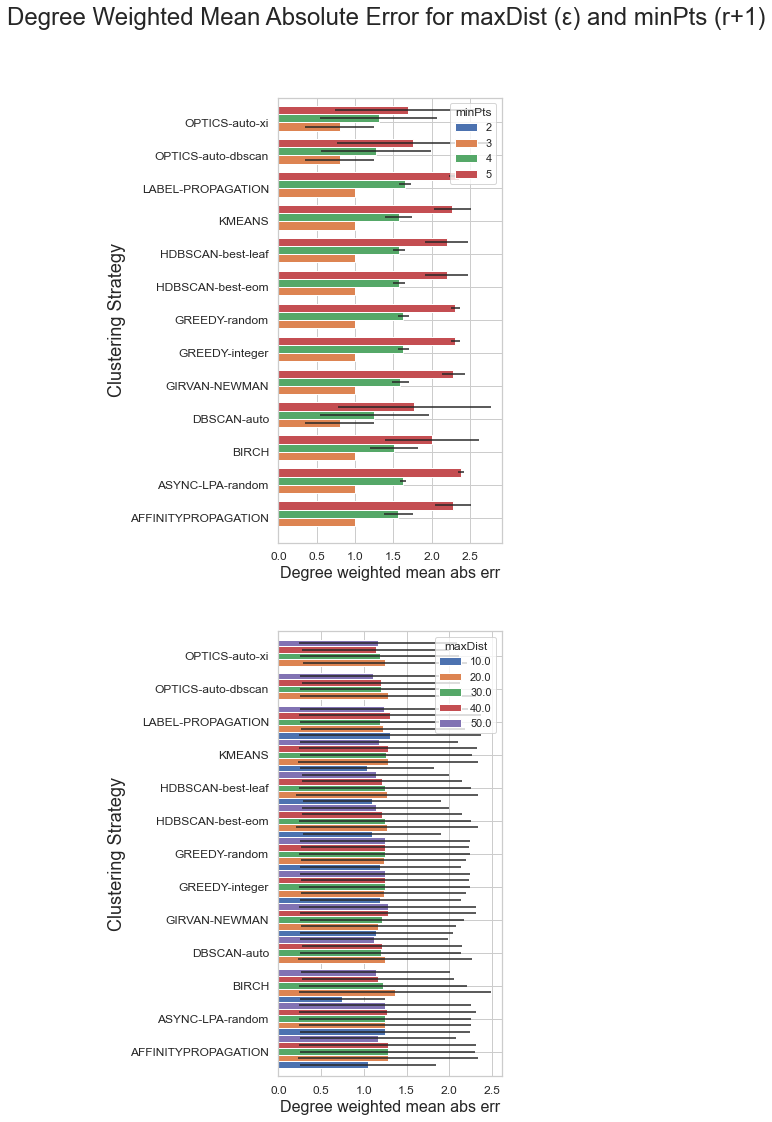 Degree Weighted Mean Absolute Error for maxDist (ε) and minPts (r+1)
minPts
2
3
4
5
OPTICS-auto-xi
OPTICS-auto-dbscan
LABEL-PROPAGATION
KMEANS
HDBSCAN-best-leaf
HDBSCAN-best-eom
GREEDY-random
GREEDY-integer
GIRVAN-NEWMAN
DBSCAN-auto
BIRCH
ASYNC-LPA-random
AFFINITYPROPAGATION
Clustering Strategy
0.0 0.5 1.0 1.5 2.0 2.5
Degree weighted mean abs err
maxDist
10.0
20.0
30.0
40.0
50.0
OPTICS-auto-xi
OPTICS-auto-dbscan
LABEL-PROPAGATION
KMEANS
HDBSCAN-best-leaf
HDBSCAN-best-eom
GREEDY-random
GREEDY-integer
GIRVAN-NEWMAN
DBSCAN-auto
BIRCH
ASYNC-LPA-random
AFFINITYPROPAGATION
Clustering Strategy
0.0 0.5 1.0 1.5 2.0 2.5
Degree weighted mean abs err